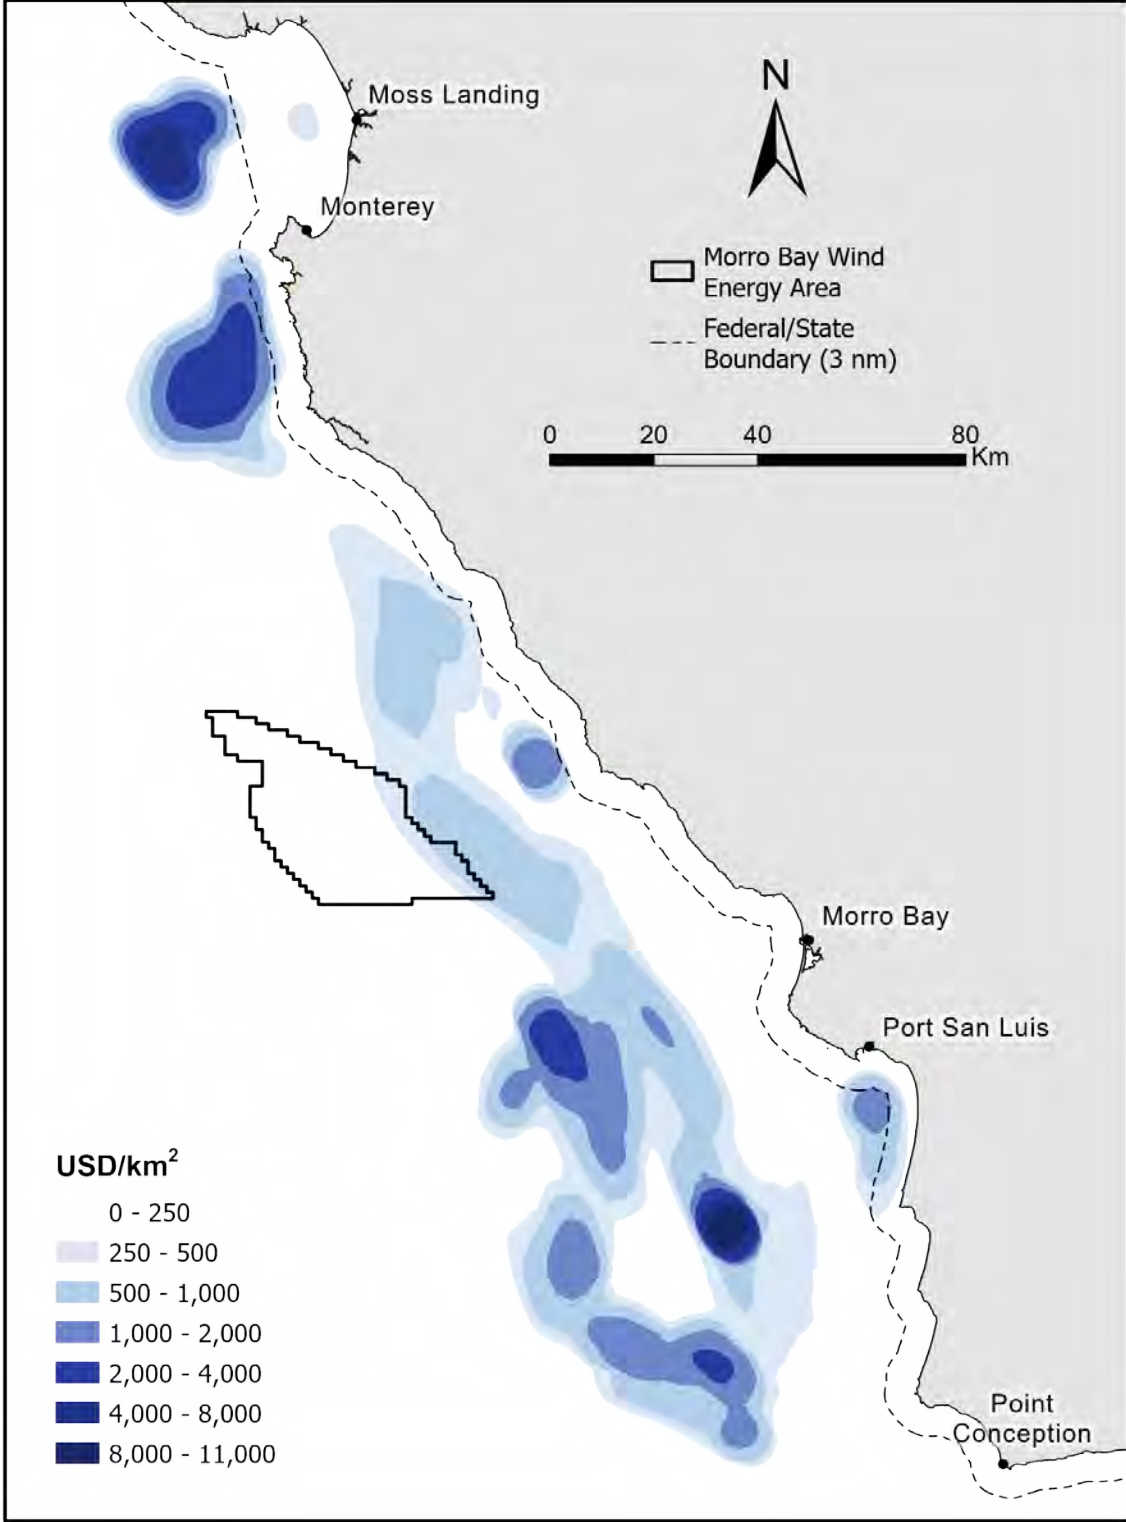 N
Moss Landing
Monterey
Morro Bay Wind
Energy Area
Federal/State
Boundary (3 nm)
0 20 40 80
Km
Morro Bay
Port San Luis
USD/km²
0 - 250
250 - 500
500 - 1,000
1,000 - 2,000
2,000 - 4,000
4,000 - 8,000
8,000 - 11,000
Point
Conception